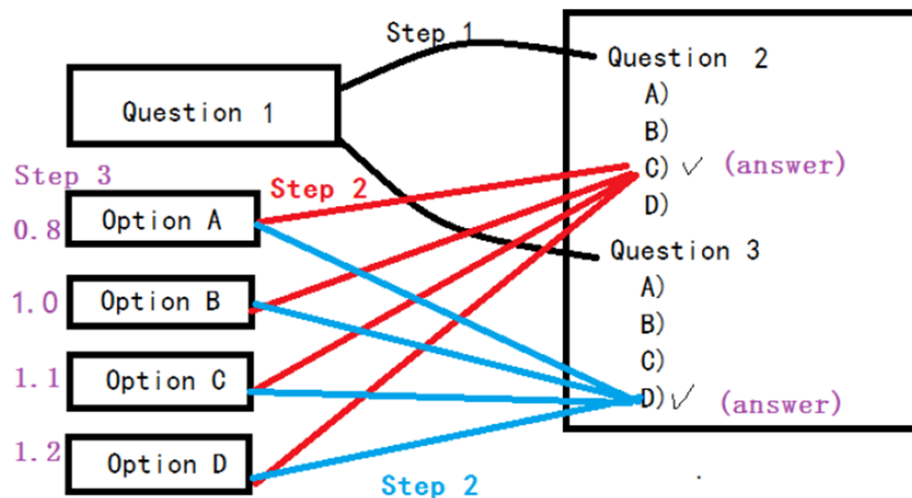 Step 1
Question 1
Step 3
Step 2
0.8
Option A
1.0
Option B
1.1
Option C
1.2
Option D
Step 2
Question 2
A)
B)
C) ✓ (answer)
D)
Question 3
A)
B)
C)
D) ✓ (answer)